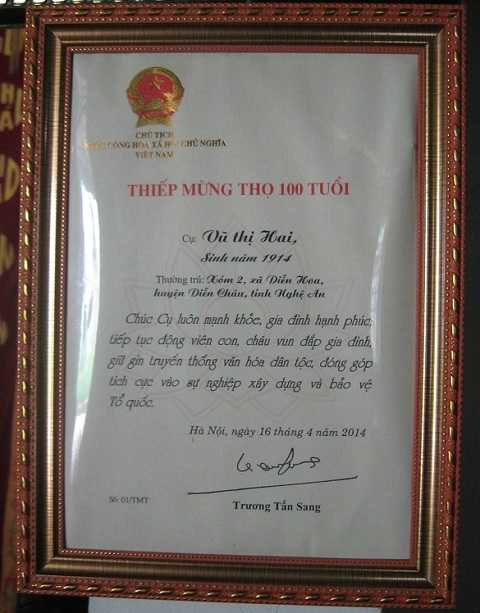 CHỦ TỊCH
NƯỚC CỘNG HÒA XÃ HỘI CHỦ NGHĨA
VIỆT NAM
THIẾP MỪNG THỌ 100 TUỔI
Cụ: Vũ thị Hai,
Sinh năm 1914
Thường trú: Xóm 2, xã Diễn Hoa,
huyện Diễn Châu, tỉnh Nghệ An
Chúc Cụ luôn mạnh khỏe, gia đình hạnh phúc;
tiếp tục động viên con, cháu vun đắp gia đình,
giữ gìn truyền thống văn hóa dân tộc, đóng góp
tích cực vào sự nghiệp xây dựng và bảo vệ
Tổ quốc.
Hà Nội, ngày 16 tháng 4 năm 2014
Số: 01/TMT
Trương Tấn Sang